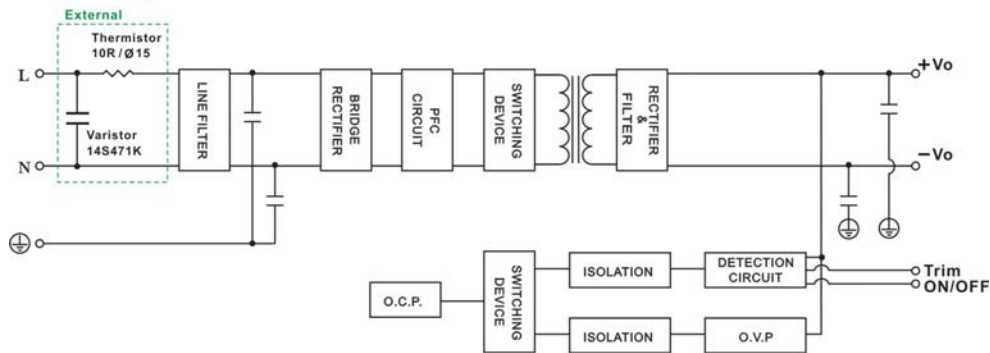 External
Thermistor
10R / Ø 15
L
Varistor
14S471K
N
LINE FILTER
BRIDGE
RECTIFIER
PFC
CIRCUIT
SWITCHING
DEVICE
RECTIFIER
&
FILTER
+Vo
−Vo
O.C.P.
SWITCHING
DEVICE
ISOLATION
DETECTION
CIRCUIT
Trim
ON/OFF
ISOLATION
O.V.P